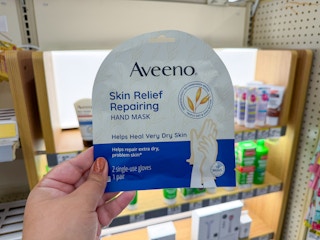 Aveeno
Skin Relief
Repairing
HAND MASK
Helps Heal Very Dry Skin
Helps repair extra dry,
problem skin*
2 single-use gloves
1 pair